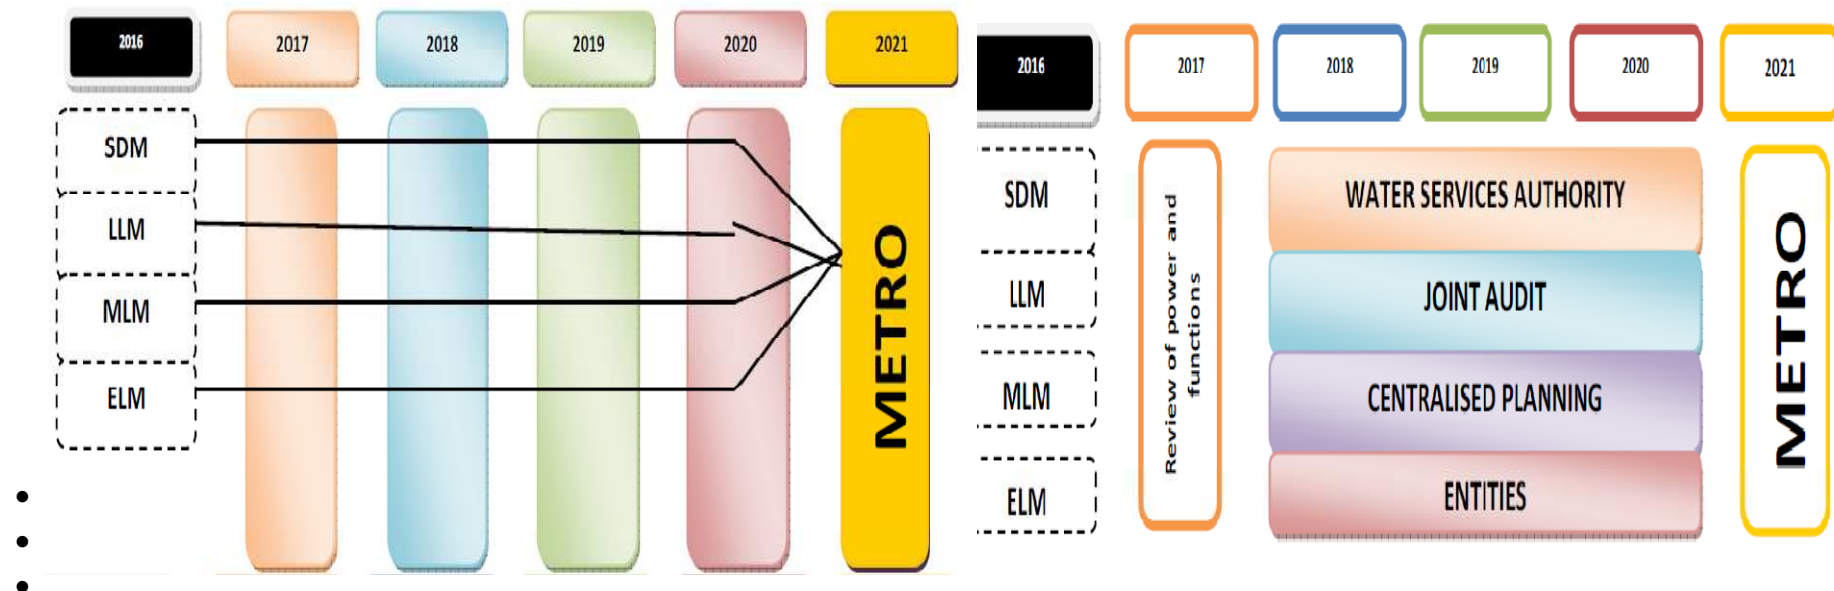 2016
2017
2018
2019
2020
2021
SDM
LLM
MLM
ELM
METRO
2016
2017
2018
2019
2020
2021
SDM
LLM
MLM
ELM
Review of power and
functions
WATER SERVICES AUTHORITY
JOINT AUDIT
CENTRALISED PLANNING
ENTITIES
METRO